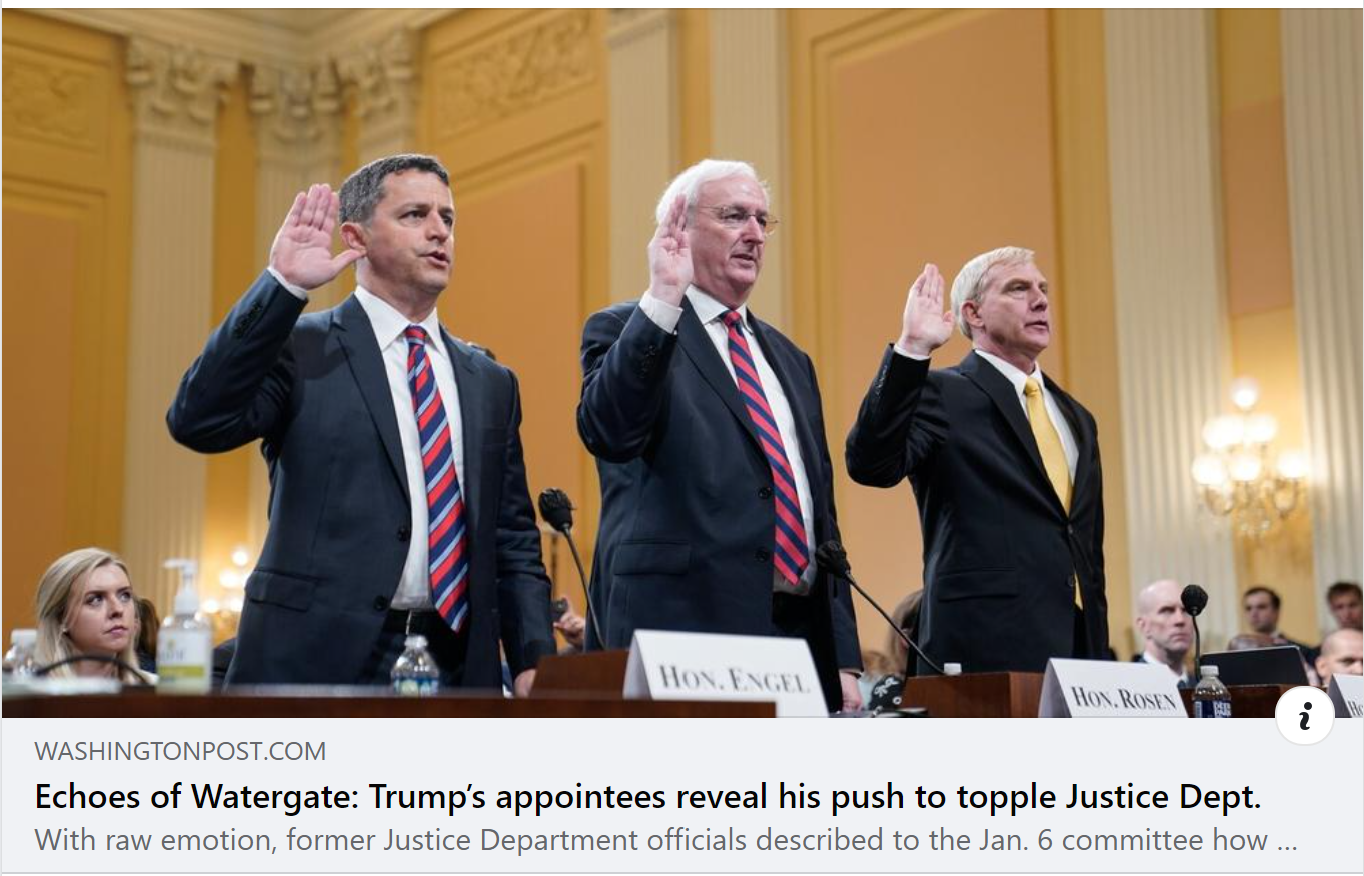 HON. ENGEL
HON. ROSEN
HO
i
WASHINGTONPOST.COM
Echoes of Watergate: Trump’s appointees reveal his push to topple Justice Dept.
With raw emotion, former Justice Department officials described to the Jan. 6 committee how ...